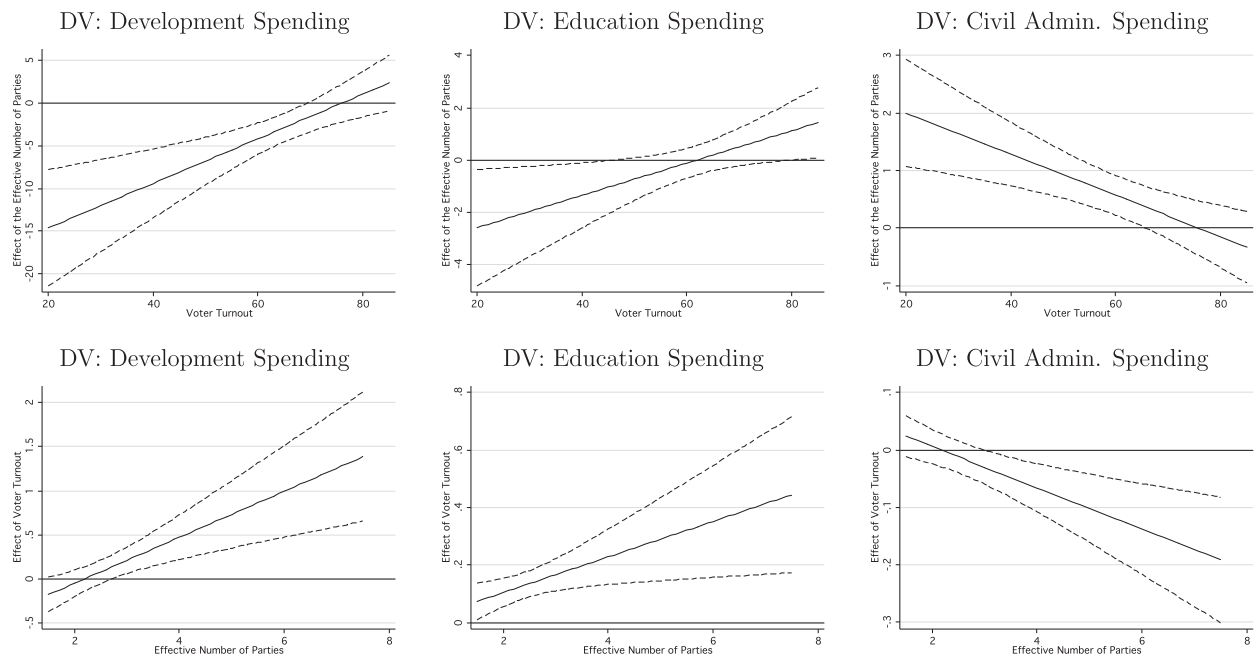 DV: Development Spending
Effect of the Effective Number of Parties
5
0
-5
-10
-15
-20
20 40 60 80
Voter Turnout
DV: Education Spending
Effect of the Effective Number of Parties
4
2
0
-2
-4
20 40 60 80
Voter Turnout
DV: Civil Admin. Spending
Effect of the Effective Number of Parties
3
2
1
0
-1
20 40 60 80
Voter Turnout
DV: Development Spending
Effect of Voter Turnout
2
1.5
1
.5
0
-.5
2 4 6 8
Effective Number of Parties
DV: Education Spending
Effect of Voter Turnout
.8
.6
.4
.2
0
2 4 6 8
Effective Number of Parties
DV: Civil Admin. Spending
Effect of Voter Turnout
.1
0
-.1
-.2
-.3
2 4 6 8
Effective Number of Parties